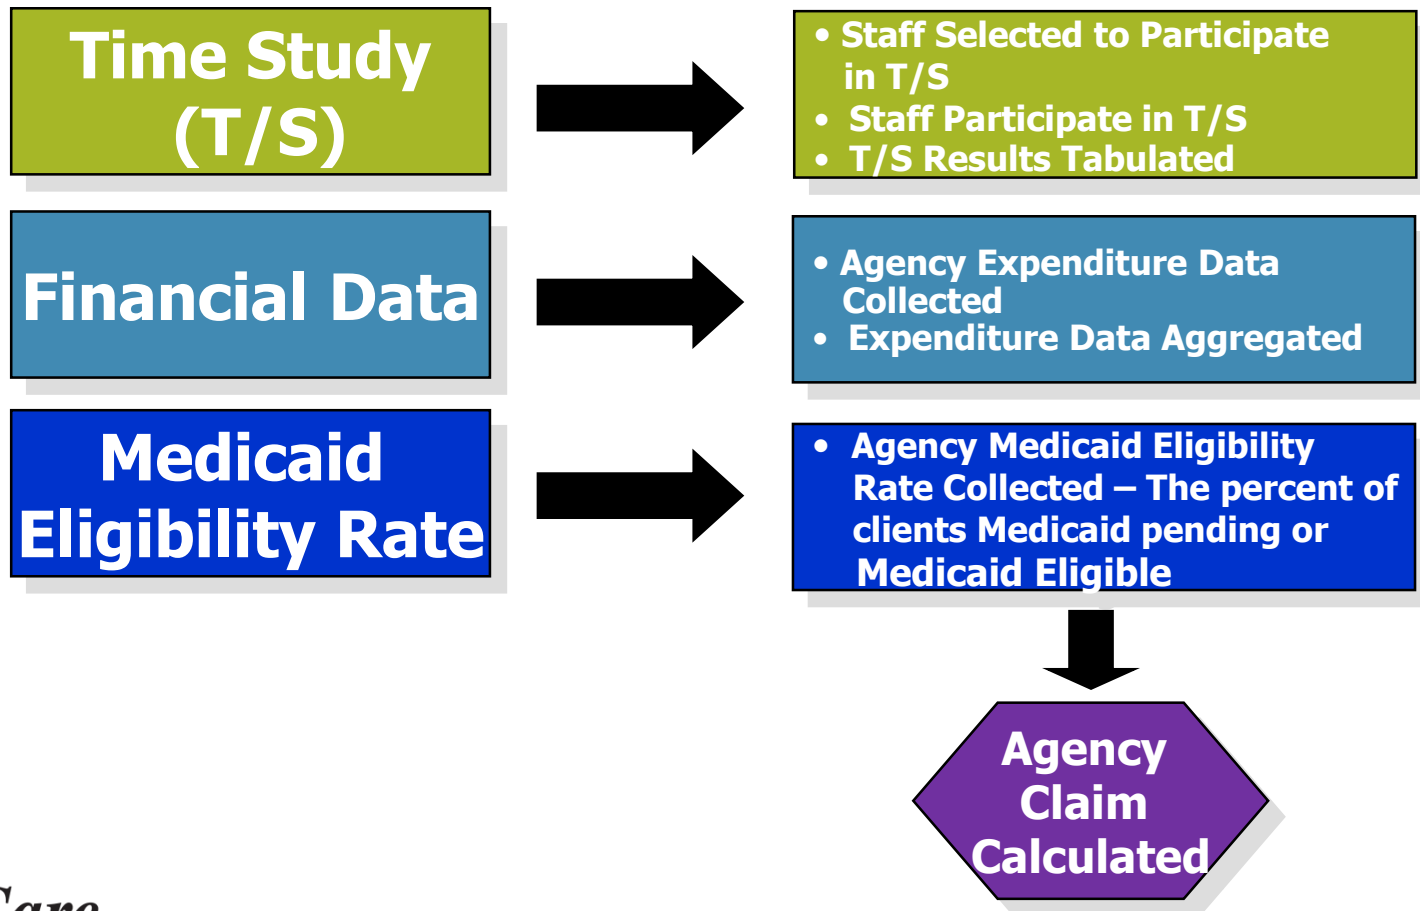 Time Study
(T/S)
• Staff Selected to Participate
in T/S
• Staff Participate in T/S
• T/S Results Tabulated
Financial Data
• Agency Expenditure Data
Collected
• Expenditure Data Aggregated
Medicaid
Eligibility Rate
• Agency Medicaid Eligibility
Rate Collected – The percent of
clients Medicaid pending or
Medicaid Eligible
Agency
Claim
Calculated
Care